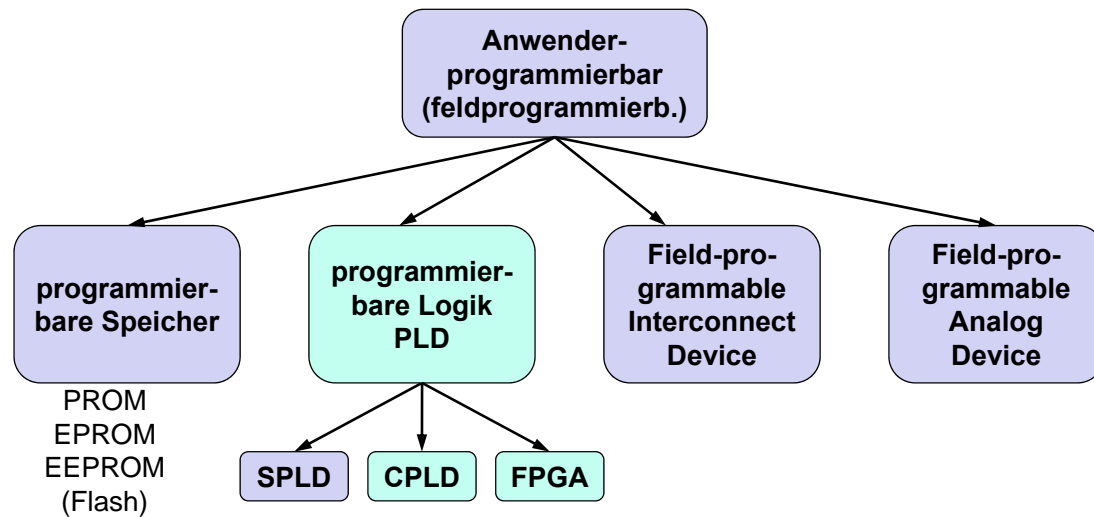 Anwender-
programmierbar
(feldprogrammierb.)
programmier-
bare Speicher
programmier-
bare Logik
PLD
Field-pro-
grammable
Interconnect
Device
Field-pro-
grammable
Analog
Device
PROM
EPROM
EEPROM
(Flash)
SPLD
CPLD
FPGA